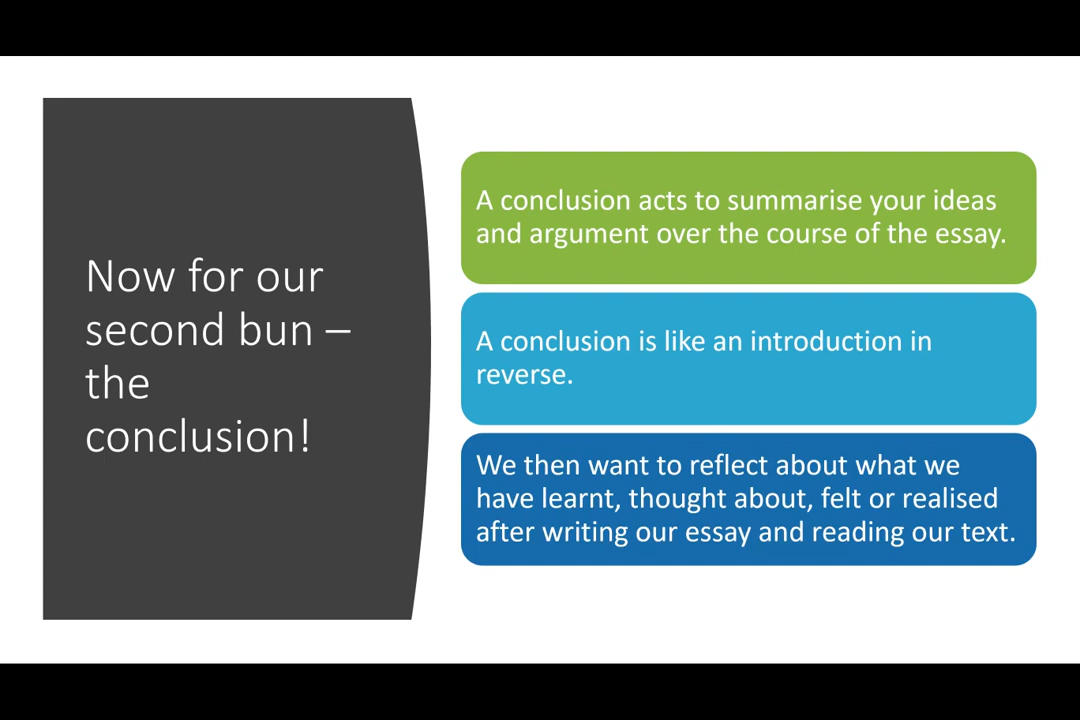 Now for our
second bun –
the
conclusion!
A conclusion acts to summarise your ideas
and argument over the course of the essay.
A conclusion is like an introduction in
reverse.
We then want to reflect about what we
have learnt, thought about, felt or realised
after writing our essay and reading our text.